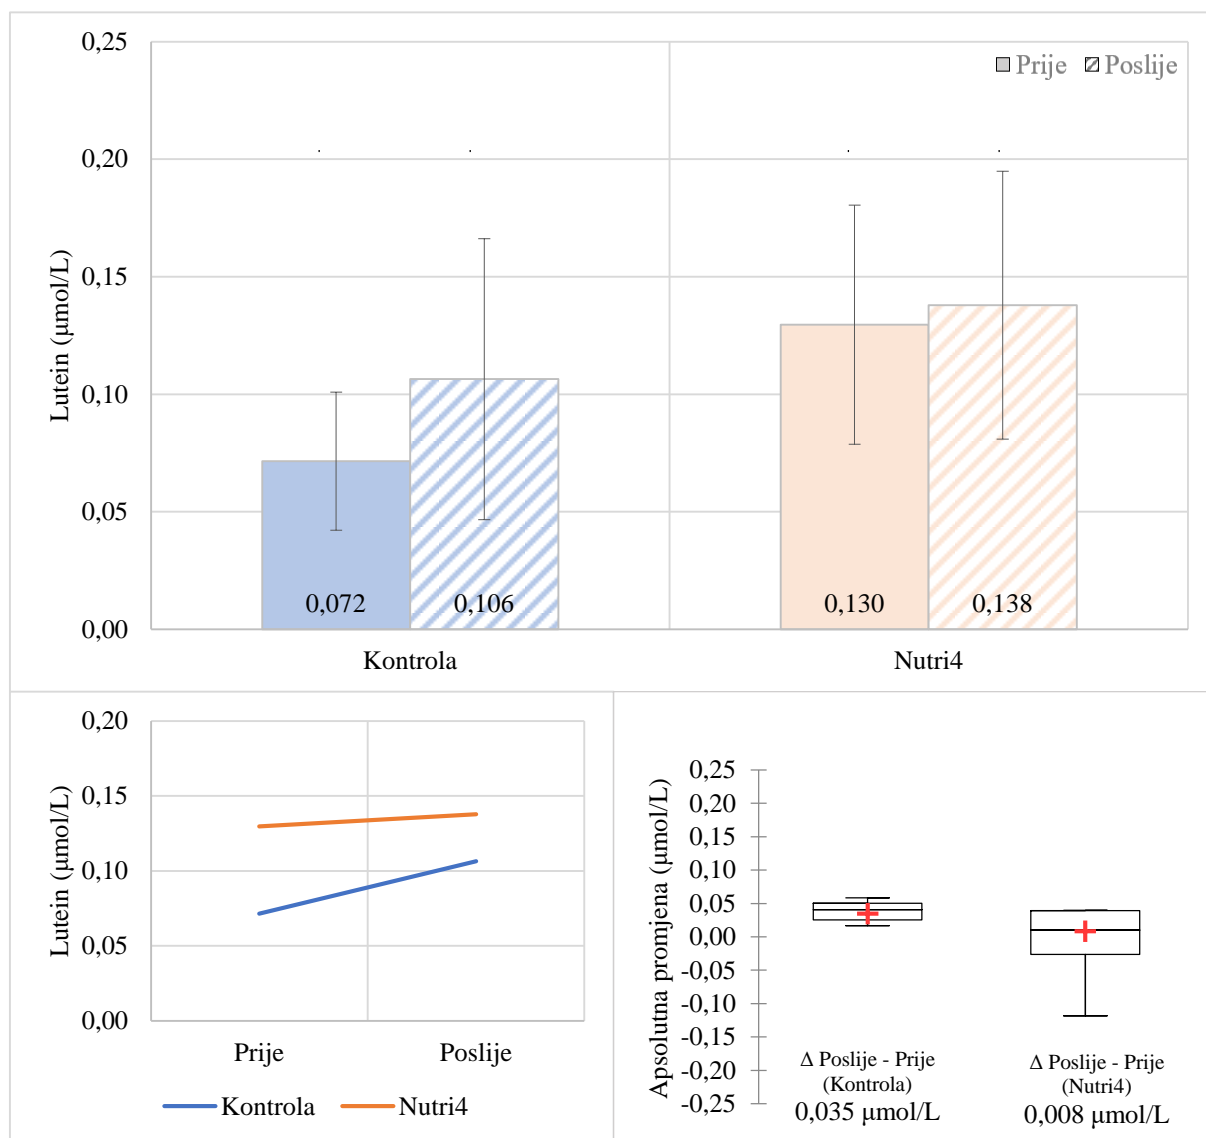 0,25
Prije Poslije
0,20
0,15
0,10
0,05
0,00
Lutein (µmol/L)
0,072 0,106 0,130 0,138
Kontrola Nutri4
0,20
0,15
0,10
0,05
0,00
Lutein (µmol/L)
Prije Poslije
Kontrola Nutri4
0,25
0,20
0,15
0,10
0,05
0,00
-0,05
-0,10
-0,15
-0,20
-0,25
Apsolutna promjena (µmol/L)
Δ Poslije - Prije
(Kontrola)
0,035 µmol/L
Δ Poslije - Prije
(Nutri4)
0,008 µmol/L